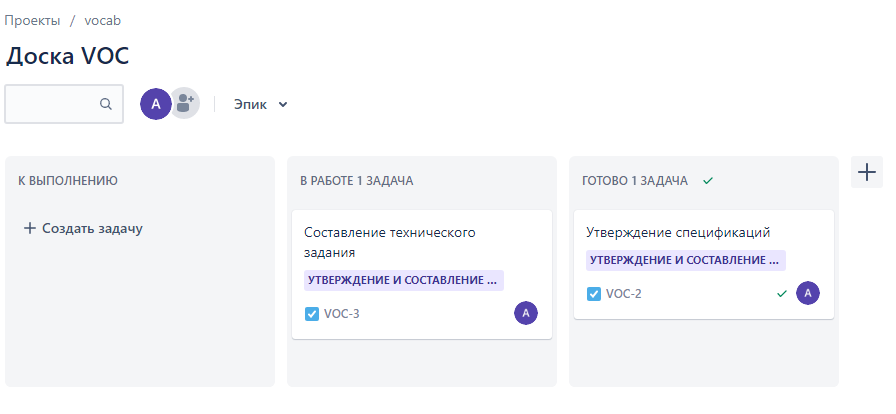 Проекты / vocab
Доска VOC
А Эпик
К ВЫПОЛНЕНИЮ
Создать задачу
В РАБОТЕ 1 ЗАДАЧА
Составление технического
задания
УТВЕРЖДЕНИЕ И СОСТАВЛЕНИЕ ...
VOC-3 А
ГОТОВО 1 ЗАДАЧА
Утверждение спецификаций
УТВЕРЖДЕНИЕ И СОСТАВЛЕНИЕ ...
VOC-2 А